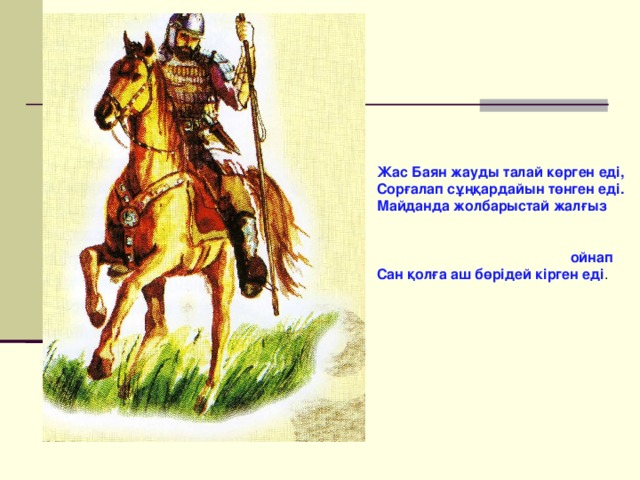 Жас Баян жауды талай көрген еді,
Сорғалап сұңқардайын төнген еді.
Майданда жолбарыстай жалғыз
ойнап
Сан қолға аш бөрідей кірген еді.